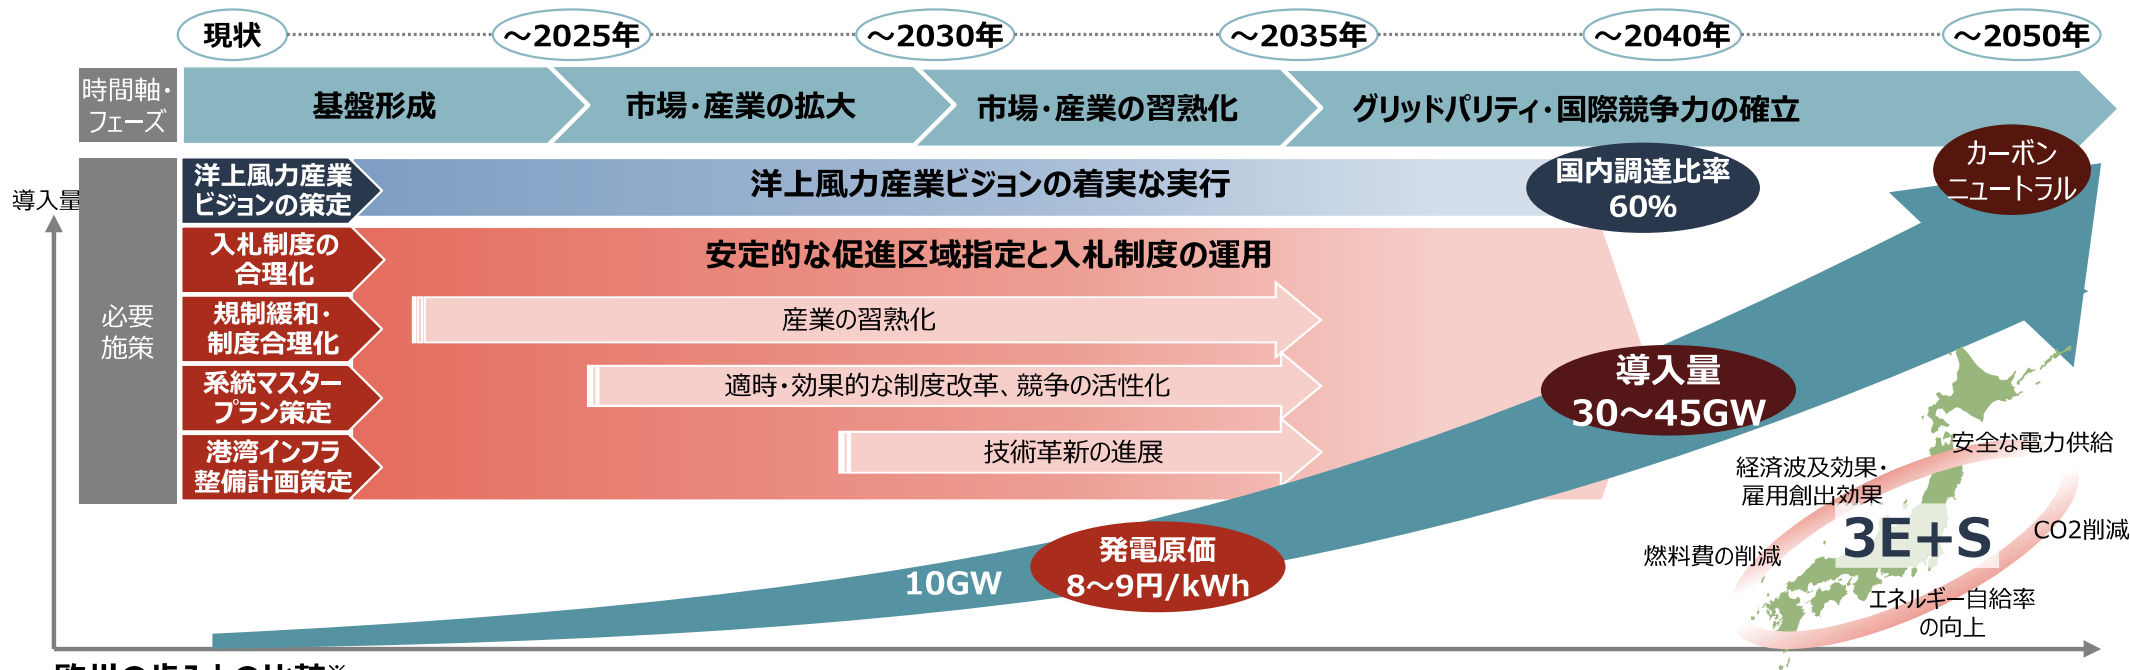 現状
～2025年
～2030年
～2035年
～2040年
～2050年
時間軸・
フェーズ
基盤形成
市場・産業の拡大
市場・産業の習熟化
グリッドパリティ・国際競争力の確立
カーボン
ニュートラル
導入量
必要
施策
洋上風力産業
ビジョンの策定
洋上風力産業ビジョンの着実な実行
国内調達比率
60%
入札制度の
合理化
安定的な促進区域指定と入札制度の運用
規制緩和・
制度合理化
産業の習熟化
系統マスター
プラン策定
適時・効果的な制度改革、競争の活性化
港湾インフラ
整備計画策定
技術革新の進展
導入量
30～45GW
発電原価
8～9円/kWh
10GW
安全な電力供給
経済波及効果・
雇用創出効果
3E+S
CO2削減
燃料費の削減
エネルギー自給率
の向上
欧州の歩みとの比較※